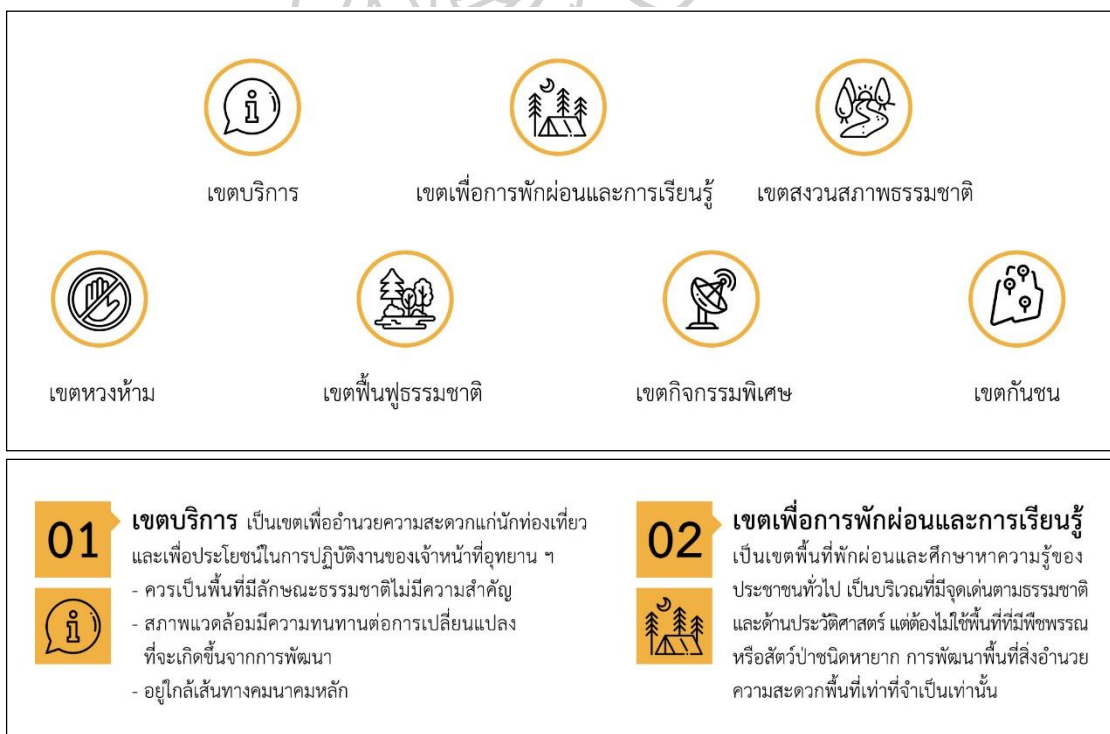 เขตบริการ
เขตเพื่อการพักผ่อนและการเรียนรู้
เขตสงวนสภาพธรรมชาติ
เขตหวงห้าม
เขตฟื้นฟูธรรมชาติ
เขตกิจกรรมพิเศษ
เขตกันชน
01
เขตบริการ เป็นเขตเพื่ออำนวยความสะดวกแก่นักท่องเที่ยว
และเพื่อประโยชน์ในการปฏิบัติงานของเจ้าหน้าที่อุทยาน ฯ
- ควรเป็นพื้นที่มีลักษณะธรรมชาติไม่มีความสำคัญ
- สภาพแวดล้อมมีความทนทานต่อการเปลี่ยนแปลง
ที่จะเกิดขึ้นจากการพัฒนา
- อยู่ใกล้เส้นทางคมนาคมหลัก
02
เขตเพื่อการพักผ่อนและการเรียนรู้
เป็นเขตพื้นที่พักผ่อนและศึกษาหาความรู้ของ
ประชาชนทั่วไป เป็นบริเวณที่มีจุดเด่นตามธรรมชาติ
และด้านประวัติศาสตร์ แต่ต้องไม่ใช้พื้นที่ที่มีพืชพรรณ
หรือสัตว์ป่าชนิดหายาก การพัฒนาพื้นที่สิ่งอำนวย
ความสะดวกพื้นที่เท่าที่จำเป็นเท่านั้น